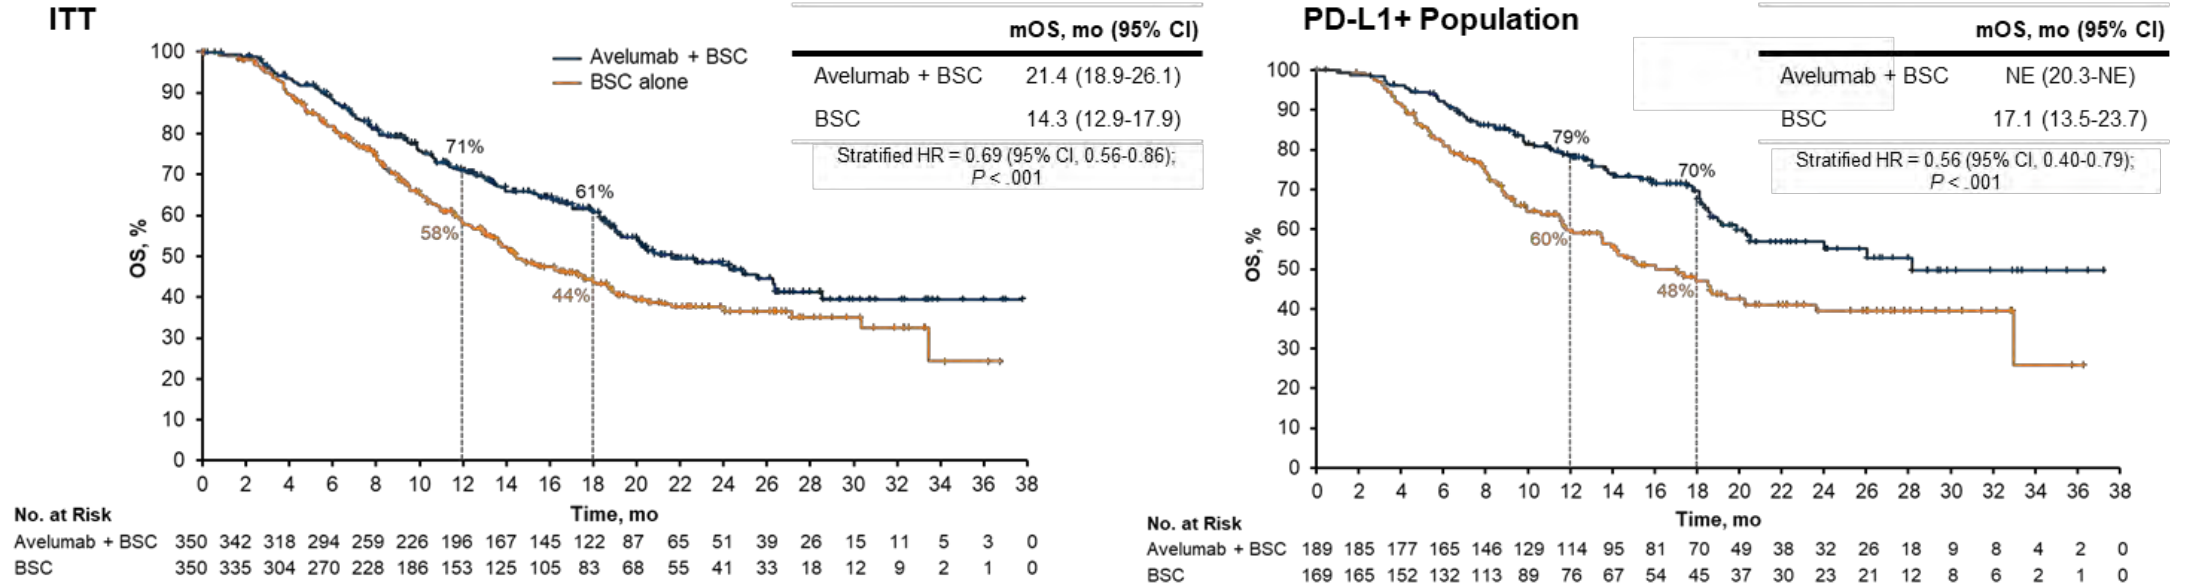 ITT
mOS, mo (95% CI)
Avelumab + BSC 21.4 (18.9-26.1)
BSC 14.3 (12.9-17.9)
Stratified HR = 0.69 (95% CI, 0.56-0.86);
P < .001
Avelumab + BSC
BSC alone
OS, %
100
90
80
70
60
50
40
30
20
10
0
71%
61%
58%
44%
0 2 4 6 8 10 12 14 16 18 20 22 24 26 28 30 32 34 36 38
Time, mo
No. at Risk
Avelumab + BSC 350 342 318 294 259 226 196 167 145 122 87 65 51 39 26 15 11 5 3 0
BSC 350 335 304 270 228 186 153 125 105 83 68 55 41 33 18 12 9 2 1 0
PD-L1+ Population
mOS, mo (95% CI)
Avelumab + BSC NE (20.3-NE)
BSC 17.1 (13.5-23.7)
Stratified HR = 0.56 (95% CI, 0.40-0.79);
P < .001
OS, %
100
90
80
70
60
50
40
30
20
10
0
79%
70%
60%
48%
0 2 4 6 8 10 12 14 16 18 20 22 24 26 28 30 32 34 36 38
Time, mo
No. at Risk
Avelumab + BSC 189 185 177 165 146 129 114 95 81 70 49 38 32 26 18 9 8 4 2 0
BSC 169 165 152 132 113 89 76 67 54 45 37 30 23 21 12 8 6 2 1 0